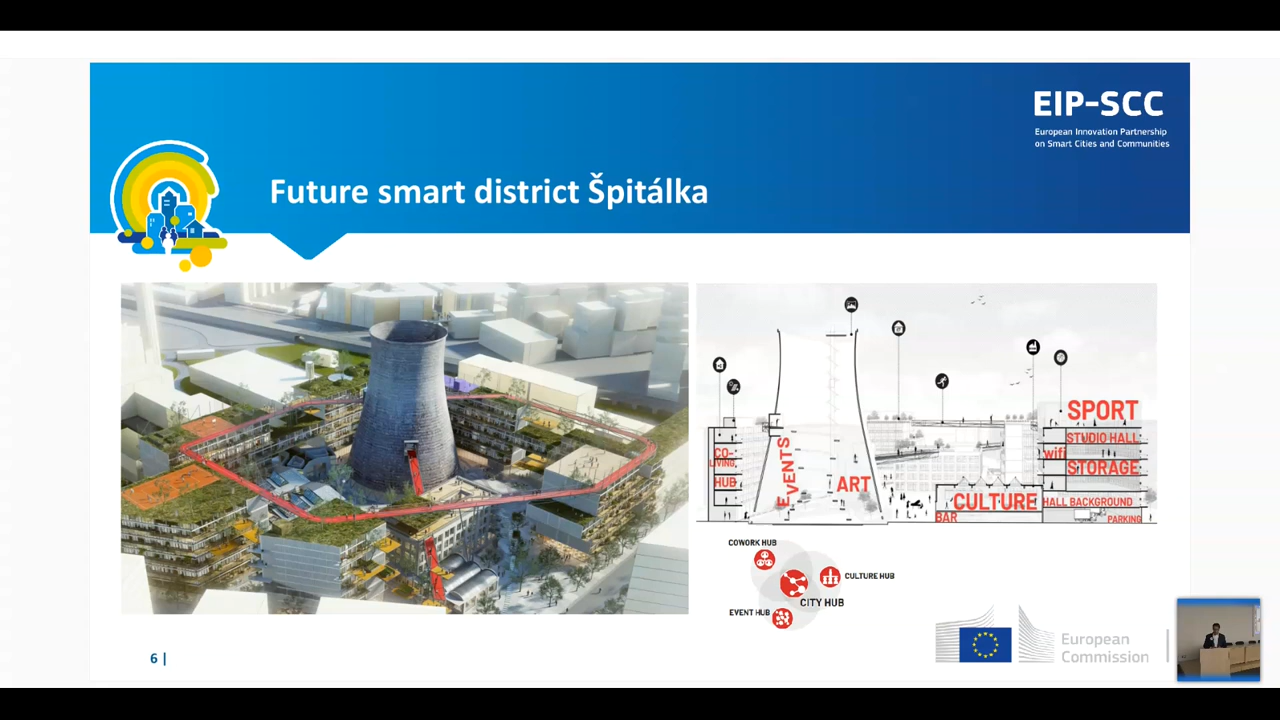 EIP-SCC
European Innovation Partnership
on Smart Cities and Communities
Future smart district Špitálka
CO-
LIVING
HUB
EVENTS
ART
SPORT
STUDIO HALL
wifi
STORAGE
CULTURE
HALL BACKGROUND
BAR
PARKING
COWORK HUB
CULTURE HUB
CITY HUB
EVENT HUB
European
Commission
6 |